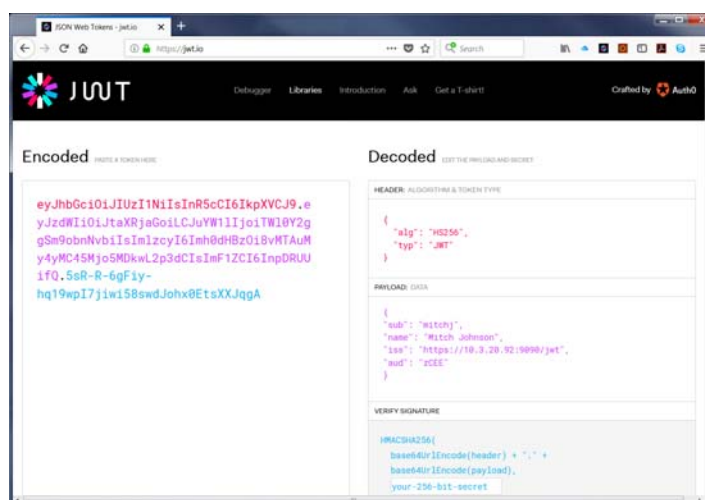 JSON Web Tokens - jwt.io
https://jwt.io
Search
JWT
Debugger Libraries Introduction Ask Get a T-shirt!
Crafted by Auth0
Encoded PASTE A TOKEN HERE
eyJhbGciOiJIUzI1NiIsInR5cCI6IkpXVCJ9.e
yJzdWIiOiJtaXRjaGoiLCJuYW1lIjoiTWl0Y2g
gSm9obnNvbiIsImlzcyI6Imh0dHBzOi8vMTAuM
y4yMC45Mjo5MDkwL2p3dCIsImF1ZCI6InpDRUU
ifQ.5sR-R-6gFiy-
hq19wpI7jiwi58swdJohx0EtsXXJqgA
Decoded EDIT THE PAYLOAD AND SECRET
HEADER: ALGORITHM & TOKEN TYPE
{
"alg": "HS256",
"typ": "JWT"
}
PAYLOAD: DATA
{
"sub": "mitchj",
"name": "Mitch Johnson",
"iss": "https://10.3.20.92:9090/jwt",
"aud": "zCEE"
}
VERIFY SIGNATURE
HMACSHA256(
base64UrlEncode(header) + "." +
base64UrlEncode(payload),
your-256-bit-secret